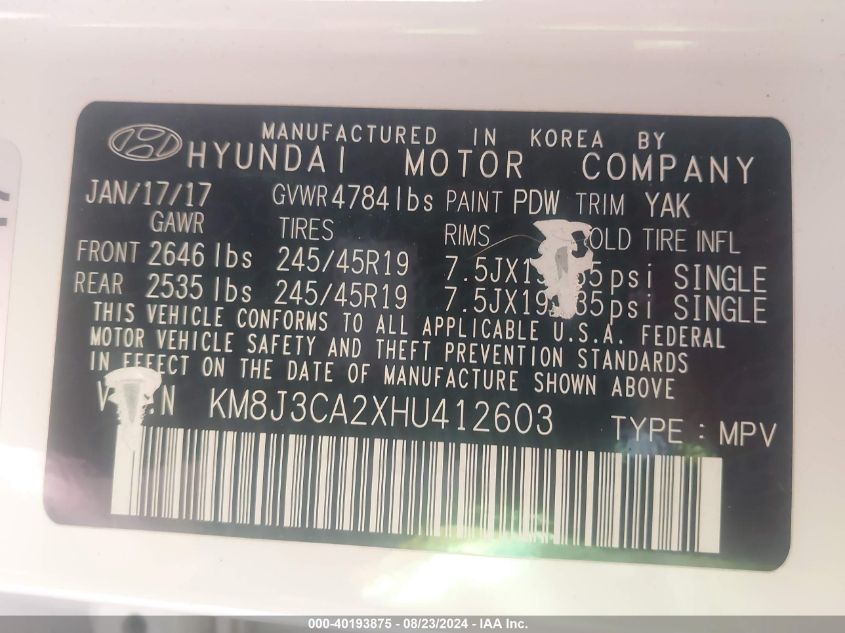 MANUFACTURED IN KOREA BY
HYUNDAI MOTOR COMPANY
JAN/17/17 GVWR 4784 lbs PAINT PDW TRIM YAK
GAWR TIRES RIMS OLD TIRE INFL
FRONT 2646 lbs 245/45R19 7.5JX19 35psi SINGLE
REAR 2535 lbs 245/45R19 7.5JX19 35psi SINGLE
THIS VEHICLE CONFORMS TO ALL APPLICABLE U.S.A. FEDERAL
MOTOR VEHICLE SAFETY AND THEFT PREVENTION STANDARDS
IN EFFECT ON THE DATE OF MANUFACTURE SHOWN ABOVE
V.I.N KM8J3CA2XHU412603 TYPE : MPV
000-40193875 - 08/23/2024 - IAA Inc.